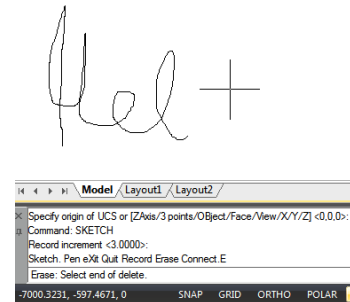 Hel
Model Layout1 Layout2
Specify origin of UCS or [ZAxis/3 points/OBject/Face/View/X/Y/Z] <0,0,0>:
Command: SKETCH
Record increment <3.0000>:
Sketch. Pen eXit Quit Record Erase Connect.E
Erase: Select end of delete.
-7000.3231, -597.4671, 0 SNAP GRID ORTHO POLAR